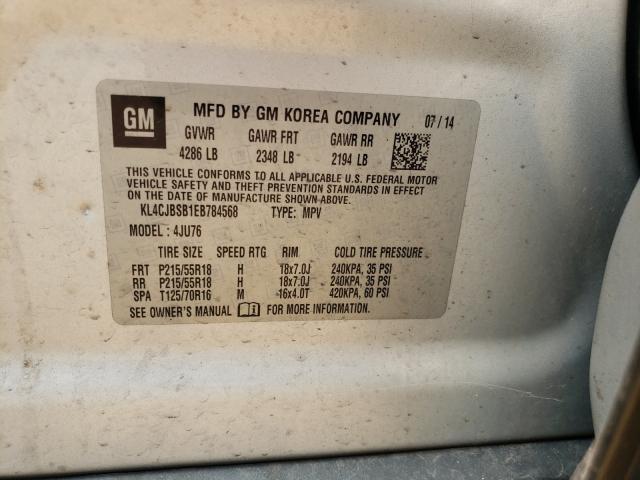 GM
MFD BY GM KOREA COMPANY 07/14
GVWR GAWR FRT GAWR RR
4286 LB 2348 LB 2194 LB
THIS VEHICLE CONFORMS TO ALL APPLICABLE U.S. FEDERAL MOTOR
VEHICLE SAFETY AND THEFT PREVENTION STANDARDS IN EFFECT
ON THE DATE OF MANUFACTURE SHOWN ABOVE.
KL4CJBSB1EB784568 TYPE: MPV
MODEL: 4JU76
TIRE SIZE SPEED RTG RIM COLD TIRE PRESSURE
FRT P215/55R18 H 18x7.0J 240KPA, 35 PSI
RR P215/55R18 H 18x7.0J 240KPA, 35 PSI
SPA T125/70R16 M 16x4.0T 420KPA, 60 PSI
SEE OWNER'S MANUAL FOR MORE INFORMATION.